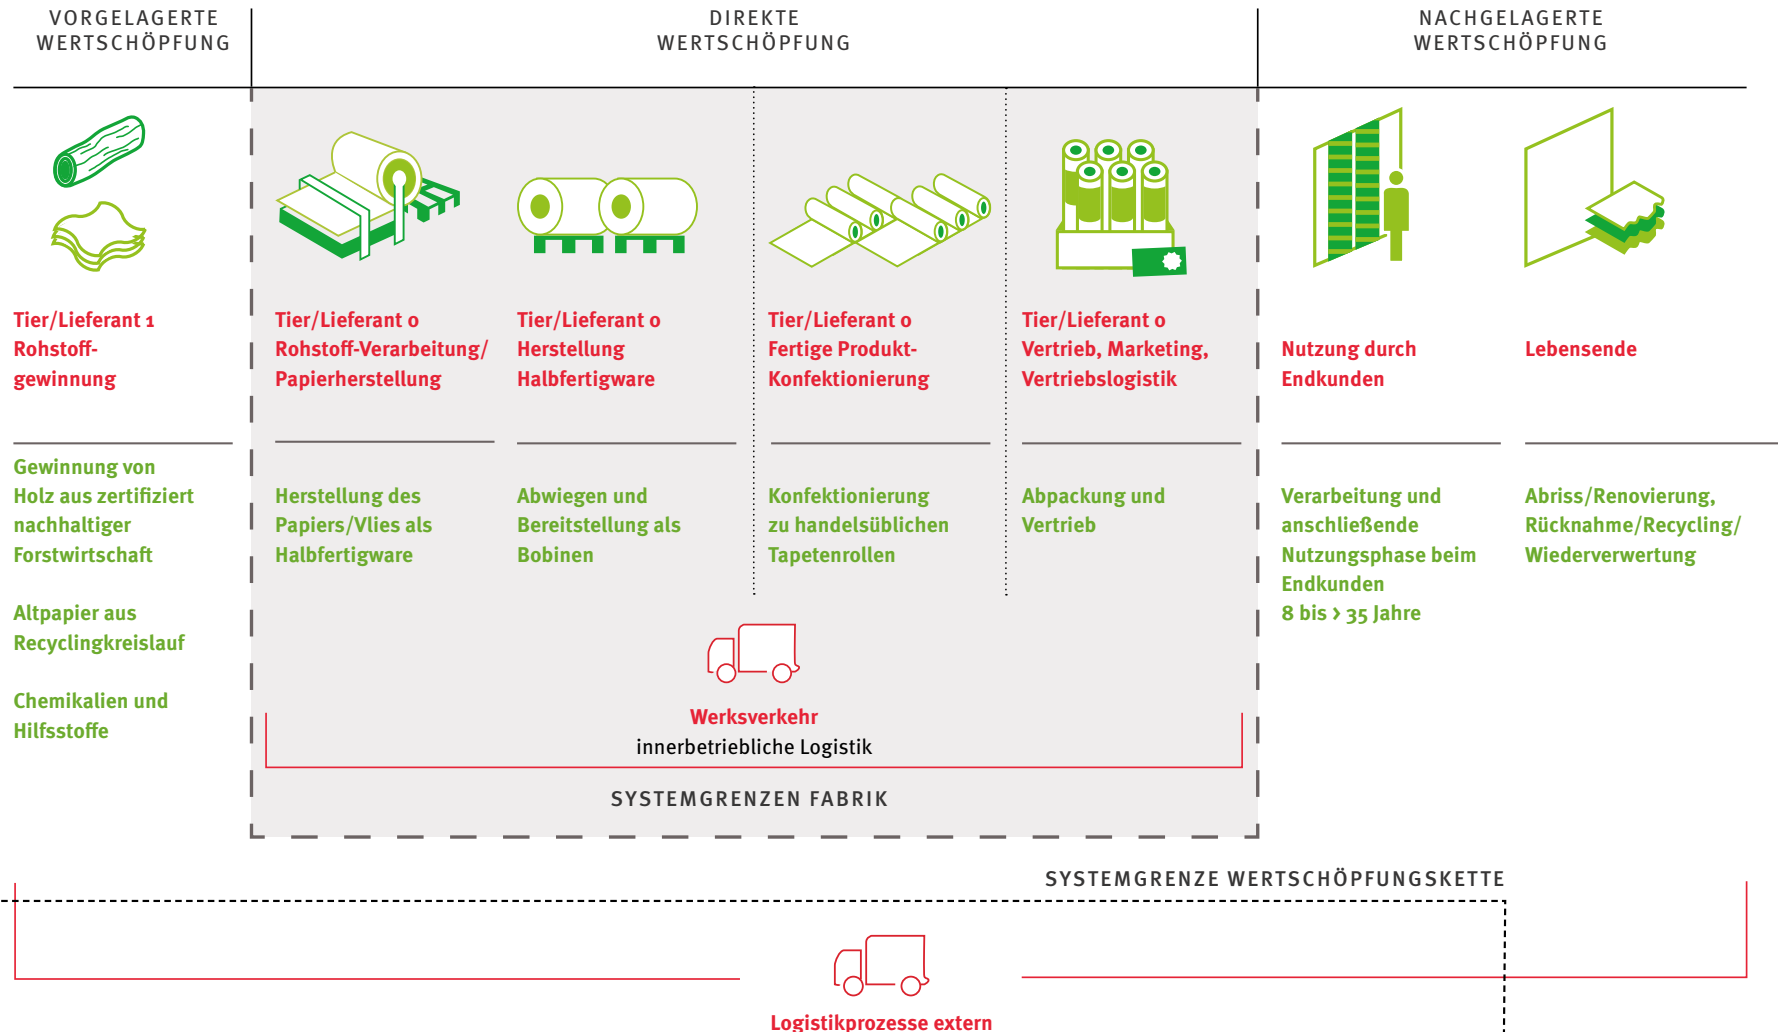 VORGELAGERTE
WERTSCHÖPFUNG
DIREKTE
WERTSCHÖPFUNG
NACHGELAGERTE
WERTSCHÖPFUNG
Tier/Lieferant 1
Rohstoff-
gewinnung
Tier/Lieferant 0
Rohstoff-Verarbeitung/
Papierherstellung
Tier/Lieferant 0
Herstellung
Halbfertigware
Tier/Lieferant 0
Fertige Produkt-
Konfektionierung
Tier/Lieferant 0
Vertrieb, Marketing,
Vertriebslogistik
Nutzung durch
Endkunden
Lebensende
Gewinnung von
Holz aus zertifiziert
nachhaltiger
Forstwirtschaft
Altpapier aus
Recyclingkreislauf
Chemikalien und
Hilfsstoffe
Herstellung des
Papiers/Vlies als
Halbfertigware
Abwiegen und
Bereitstellung als
Bobinen
Konfektionierung
zu handelsüblichen
Tapetenrollen
Abpackung und
Vertrieb
Verarbeitung und
anschließende
Nutzungsphase beim
Endkunden
8 bis > 35 Jahre
Abriss/Renovierung,
Rücknahme/Recycling/
Wiederverwertung
Werksverkehr
innerbetriebliche Logistik
SYSTEMGRENZEN FABRIK
SYSTEMGRENZE WERTSCHÖPFUNGSKETTE
Logistikprozesse extern